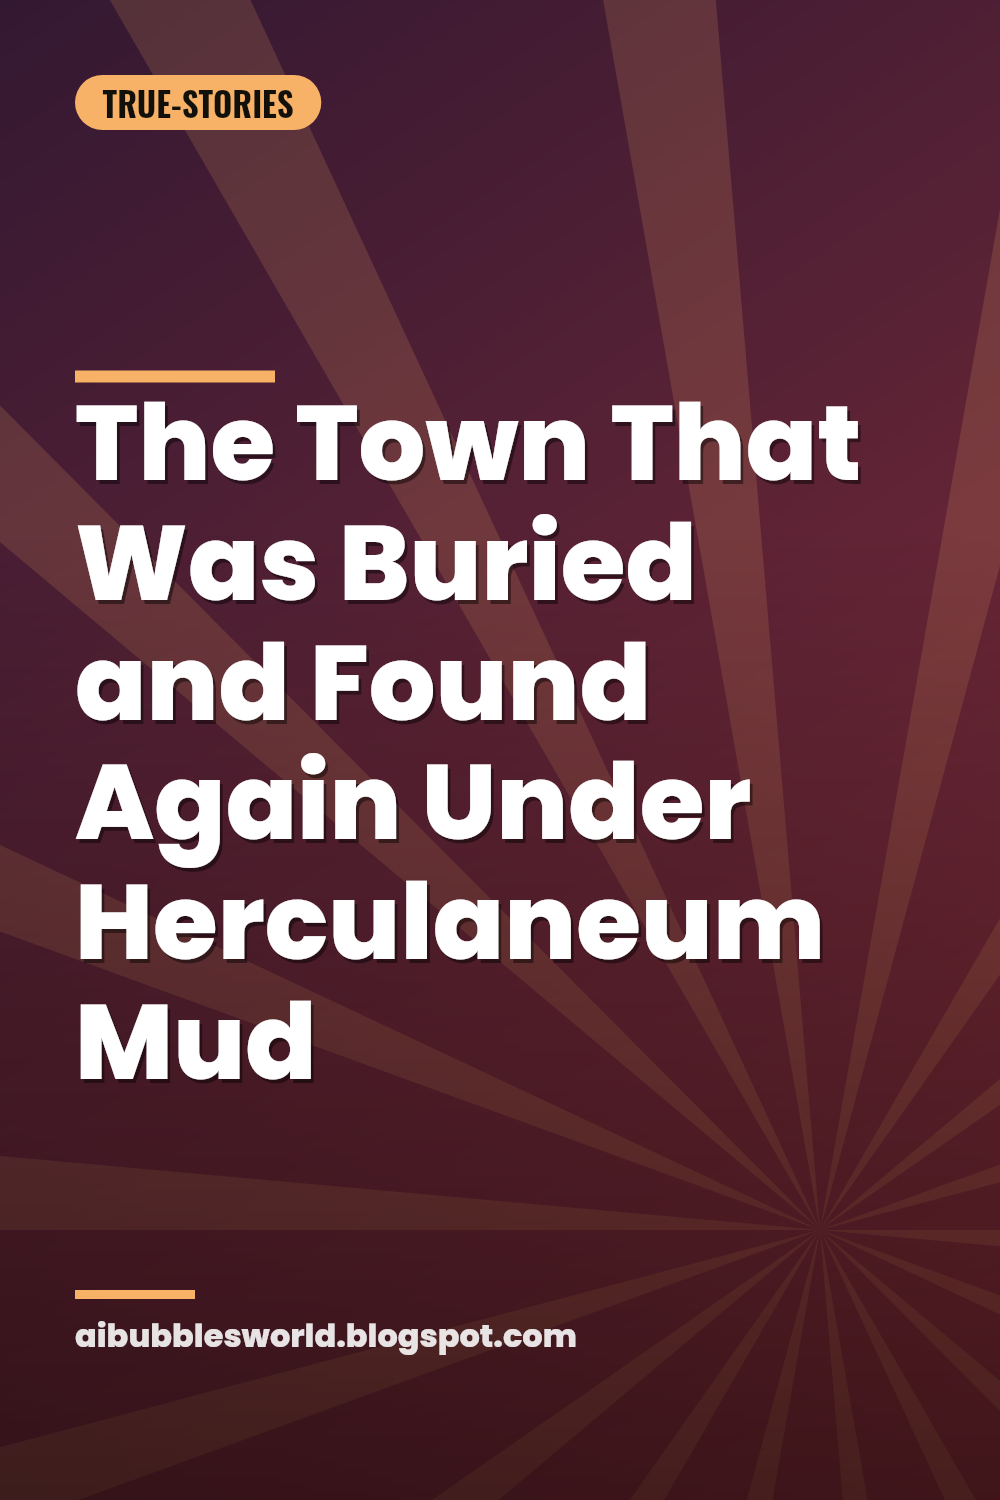 TRUE-STORIES
The Town That
Was Buried
and Found
Again Under
Herculaneum
Mud
aibubblesworld.blogspot.com